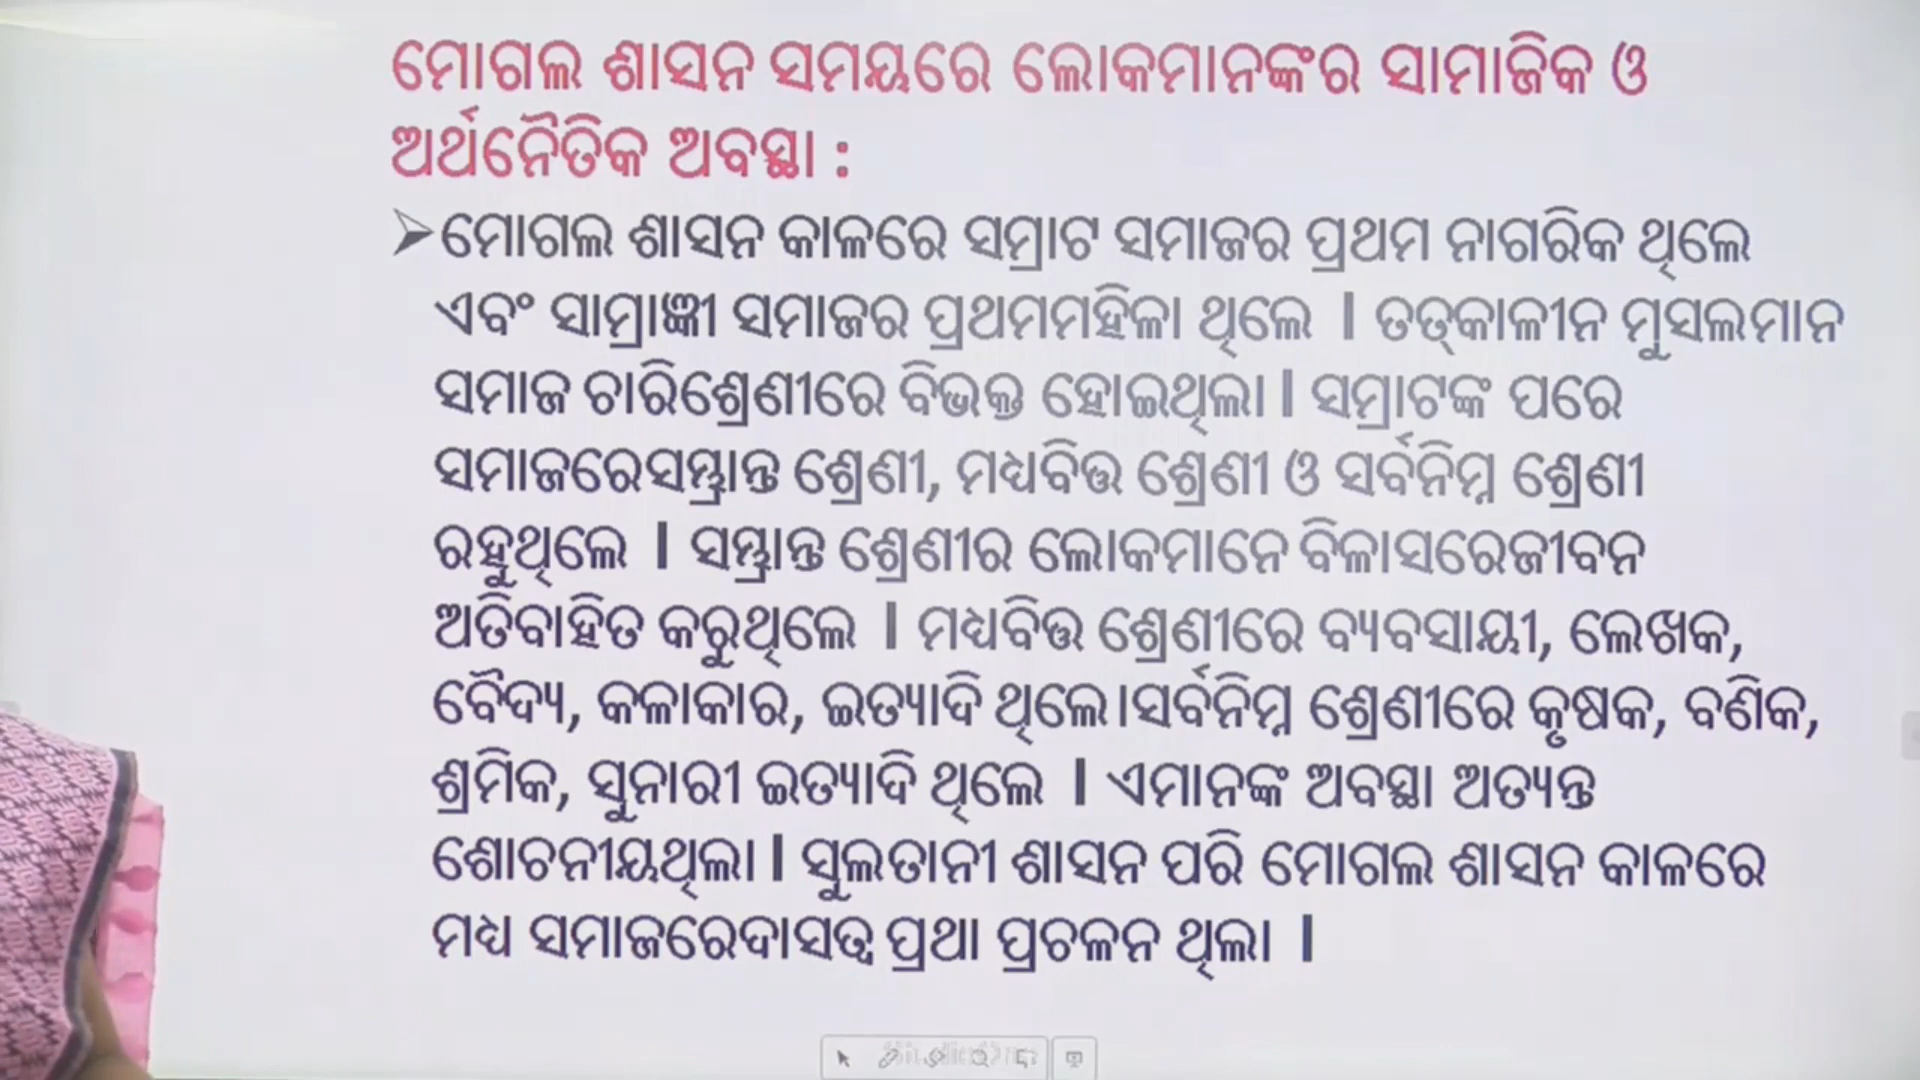 ମୋଗଲ ଶାସନ ସମୟରେ ଲୋକମାନଙ୍କର ସାମାଜିକ ଓ
ଅର୍ଥନୈତିକ ଅବସ୍ଥା :
➢ମୋଗଲ ଶାସନ କାଳରେ ସମ୍ରାଟ ସମାଜର ପ୍ରଥମ ନାଗରିକ ଥିଲେ
ଏବଂ ସାମ୍ରାଜ୍ଞୀ ସମାଜର ପ୍ରଥମମହିଳା ଥିଲେ । ତତ୍‌କାଳୀନ ମୁସଲମାନ
ସମାଜ ଚାରିଶ୍ରେଣୀରେ ବିଭକ୍ତ ହୋଇଥିଲା । ସମ୍ରାଟଙ୍କ ପରେ
ସମାଜରେସମ୍ଭ୍ରାନ୍ତ ଶ୍ରେଣୀ, ମଧ୍ୟବିତ୍ତ ଶ୍ରେଣୀ ଓ ସର୍ବନିମ୍ନ ଶ୍ରେଣୀ
ରହୁଥିଲେ । ସମ୍ଭ୍ରାନ୍ତ ଶ୍ରେଣୀର ଲୋକମାନେ ବିଳାସରେଜୀବନ
ଅତିବାହିତ କରୁଥିଲେ । ମଧ୍ୟବିତ୍ତ ଶ୍ରେଣୀରେ ବ୍ୟବସାୟୀ, ଲେଖକ,
ବୈଦ୍ୟ, କଳାକାର, ଇତ୍ୟାଦି ଥିଲେ ।ସର୍ବନିମ୍ନ ଶ୍ରେଣୀରେ କୃଷକ, ବଣିକ,
ଶ୍ରମିକ, ସୁନାରୀ ଇତ୍ୟାଦି ଥିଲେ । ଏମାନଙ୍କ ଅବସ୍ଥା ଅତ୍ୟନ୍ତ
ଶୋଚନୀୟଥିଲା । ସୁଲତାନୀ ଶାସନ ପରି ମୋଗଲ ଶାସନ କାଳରେ
ମଧ୍ୟ ସମାଜରେଦାସତ୍ୱ ପ୍ରଥା ପ୍ରଚଳନ ଥିଲା ।